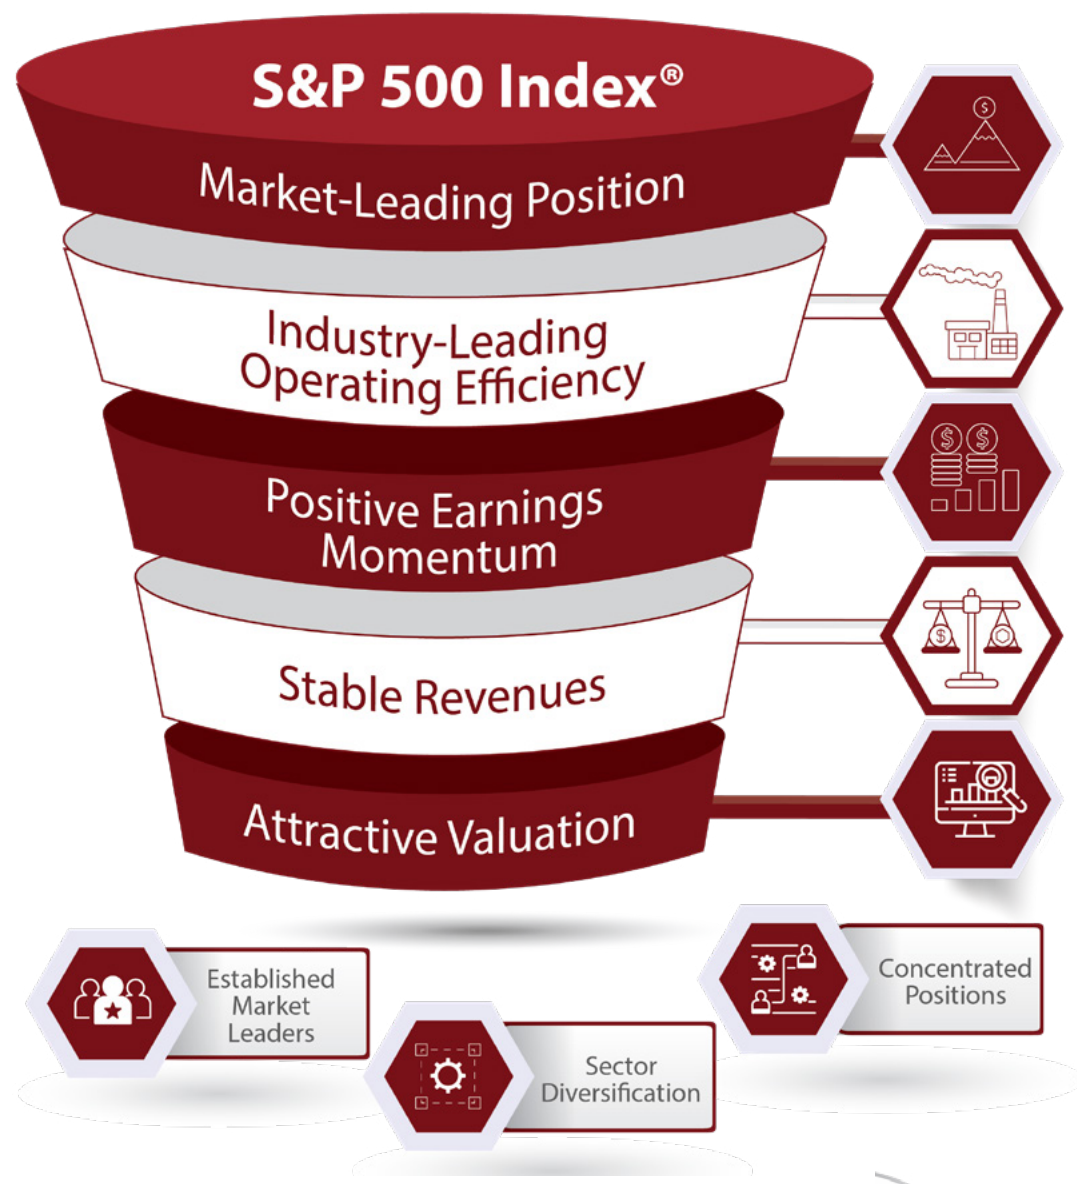 S&P 500 Index®
Market-Leading Position
Industry-Leading
Operating Efficiency
Positive Earnings
Momentum
Stable Revenues
Attractive Valuation
Established
Market
Leaders
Sector
Diversification
Concentrated
Positions